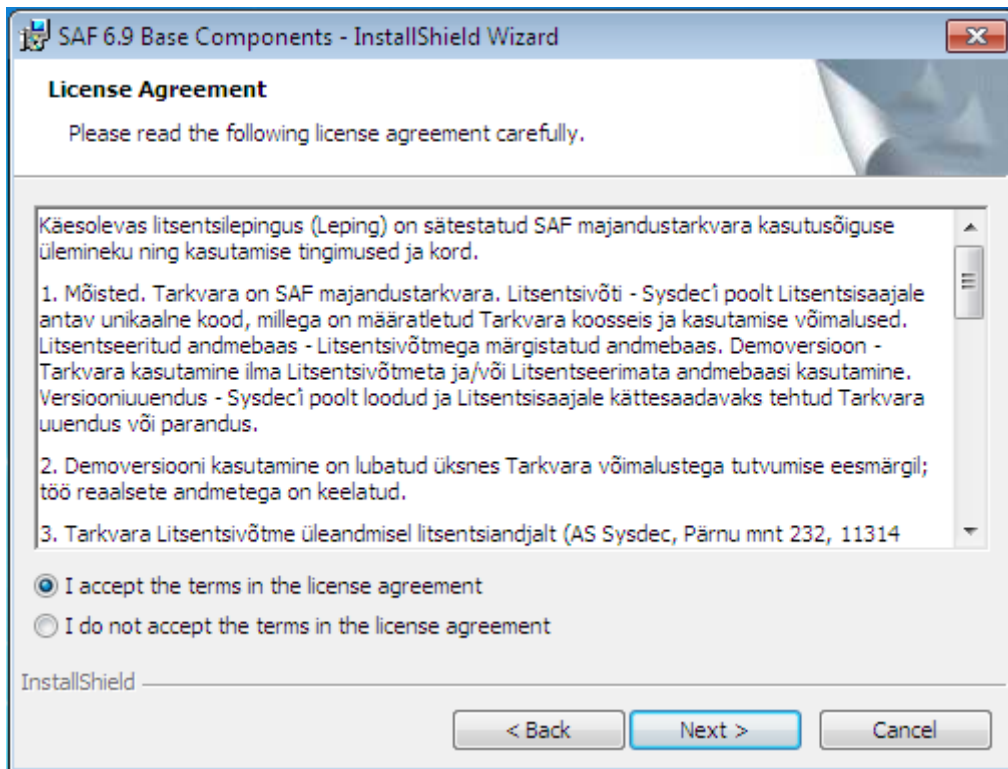 SAF 6.9 Base Components - InstallShield Wizard
License Agreement
Please read the following license agreement carefully.
Käesolevas litsentsilepingus (Leping) on sätestatud SAF majandustarkvara kasutusõiguse
ülemineku ning kasutamise tingimused ja kord.
1. Mõisted. Tarkvara on SAF majandustarkvara. Litsentsivõti - Sysdec'i poolt Litsentsisaajale
antav unikaalne kood, millega on määratletud Tarkvara koosseis ja kasutamise võimalused.
Litsentseeritud andmebaas - Litsentsivõtmega märgistatud andmebaas. Demoversioon -
Tarkvara kasutamine ilma Litsentsivõtmeta ja/või Litsentseerimata andmebaasi kasutamine.
Versiooniuuendus - Sysdec'i poolt loodud ja Litsentsisaajale kättesaadavaks tehtud Tarkvara
uuendus või parandus.
2. Demoversiooni kasutamine on lubatud üksnes Tarkvara võimalustega tutvumise eesmärgil;
töö reaalsete andmetega on keelatud.
3. Tarkvara Litsentsivõtme üleandmisel litsentsiandjalt (AS Sysdec, Pärnu mnt 232, 11314
I accept the terms in the license agreement
I do not accept the terms in the license agreement
InstallShield
< Back
Next >
Cancel